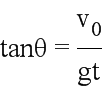 tanθ = v₀/gt